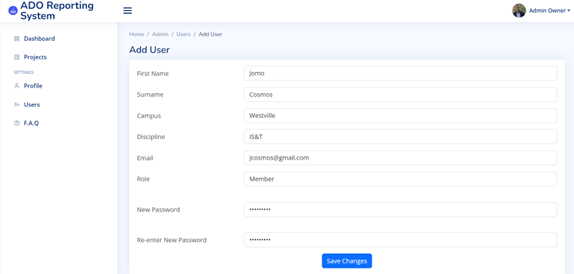 ADO Reporting
System
Admin Owner
Dashboard
Projects
SETTINGS
Profile
Users
F.A.Q
Home / Admin / Users / Add User
Add User
First Name Jomo
Surname Cosmos
Campus Westville
Discipline IS&T
Email Jcosmos@gmail.com
Role Member
New Password •••••••••
Re-enter New Password •••••••••
Save Changes